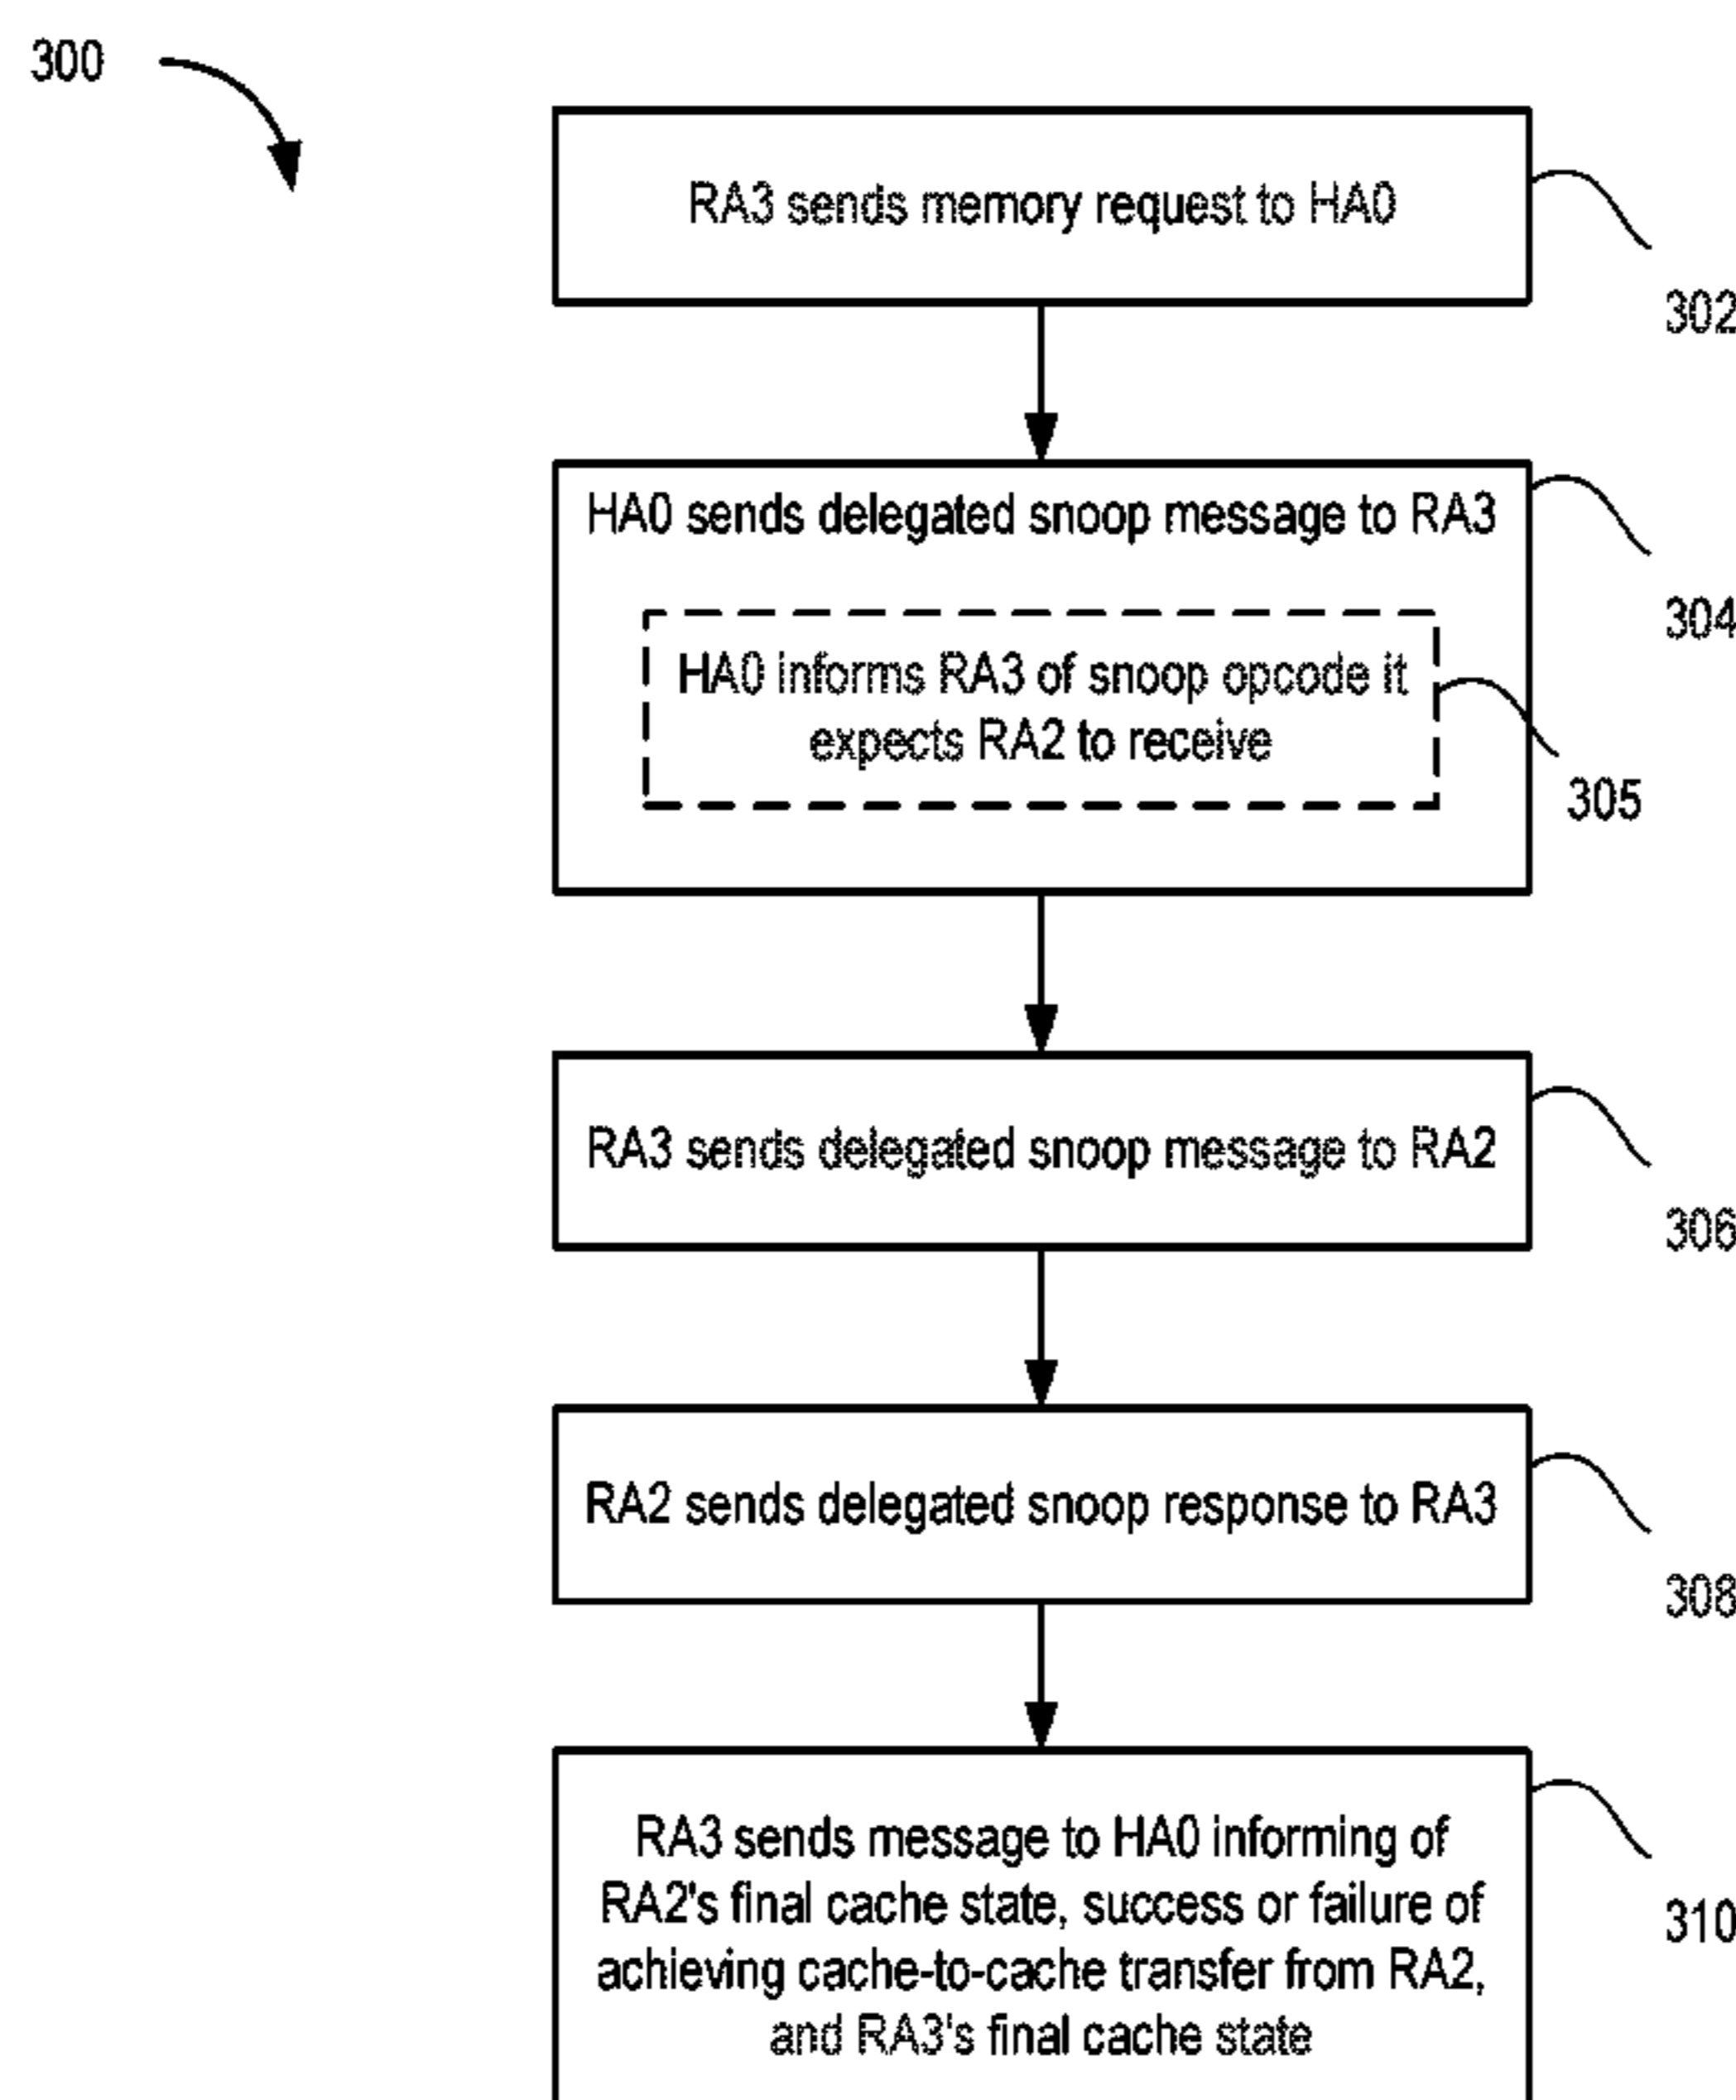 300
RA3 sends memory request to HA0
302
HA0 sends delegated snoop message to RA3
304
HA0 informs RA3 of snoop opcode it
expects RA2 to receive
305
RA3 sends delegated snoop message to RA2
306
RA2 sends delegated snoop response to RA3
308
RA3 sends message to HA0 informing of
RA2's final cache state, success or failure of
achieving cache-to-cache transfer from RA2,
and RA3's final cache state
310